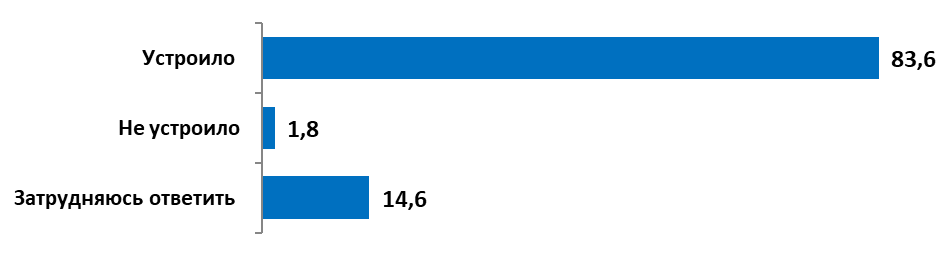 Устроило 83,6
Не устроило 1,8
Затрудняюсь ответить 14,6